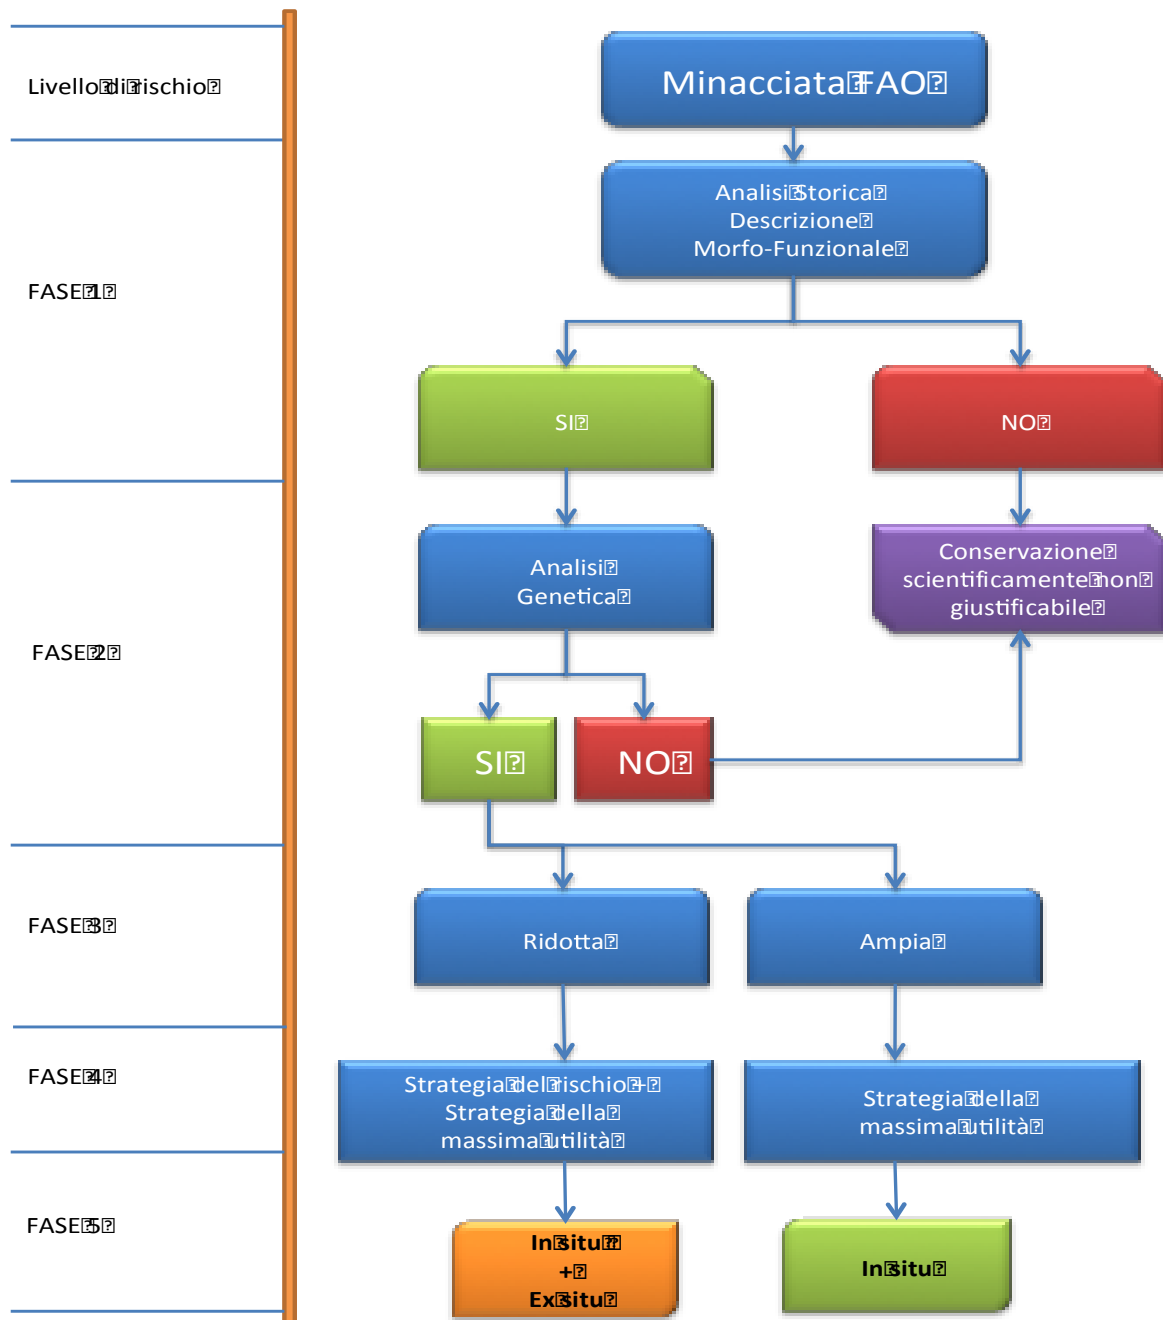 Livello di rischio
Minacciata FAO
Analisi Storica
Descrizione
Morfo-Funzionale
FASE 1
SI
NO
Analisi
Genetica
Conservazione
scientificamente non
giustificabile
FASE 2
SI
NO
FASE 3
Ridotta
Ampia
FASE 4
Strategia del rischio +
Strategia della
massima utilità
Strategia della
massima utilità
FASE 5
In situ
+
Ex situ
In situ